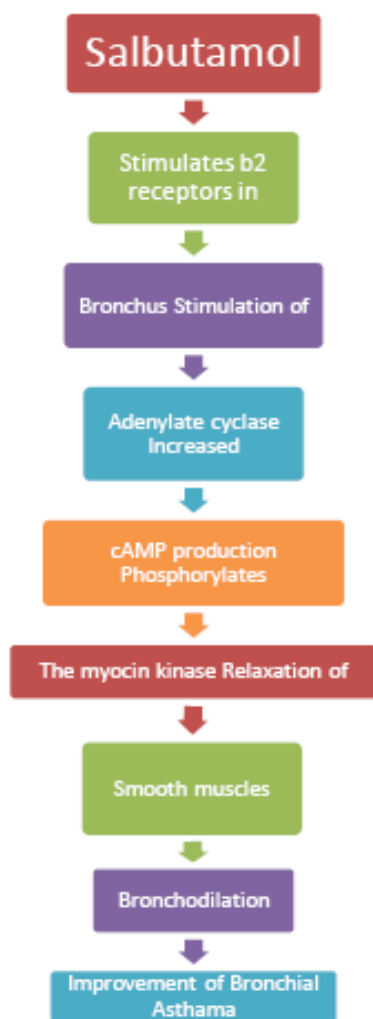 Salbutamol
Stimulates b2
receptors in
Bronchus Stimulation of
Adenylate cyclase
Increased
cAMP production
Phosphorylates
The myocin kinase Relaxation of
Smooth muscles
Bronchodilation
Improvement of Bronchial
Asthama